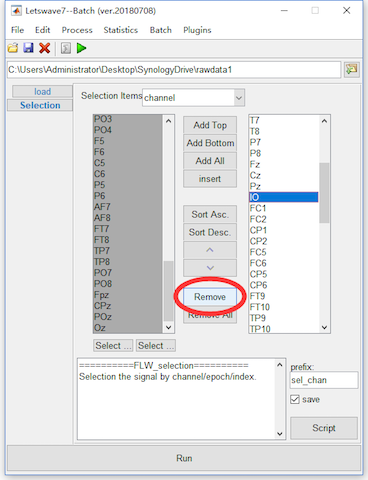 Letswave7--Batch (ver.20180708)
File Edit Process Statistics Batch Plugins
C:\Users\Administrator\Desktop\SynologyDrive\rawdata1
load
Selection
Selection Items
channel
PO3
PO4
F5
F6
C5
C6
P5
P6
AF7
AF8
FT7
FT8
TP7
TP8
PO7
PO8
Fpz
CPz
POz
Oz
Select ...
Select ...
Add Top
Add Bottom
Add All
insert
Sort Asc.
Sort Desc.
Remove
Remove All
T7
T8
P7
P8
Fz
Cz
Pz
IO
FC1
FC2
CP1
CP2
FC5
FC6
CP5
CP6
FT9
FT10
TP9
TP10
==========FLW_selection==========
Selection the signal by channel/epoch/index.
prefix:
sel_chan
save
Script
Run